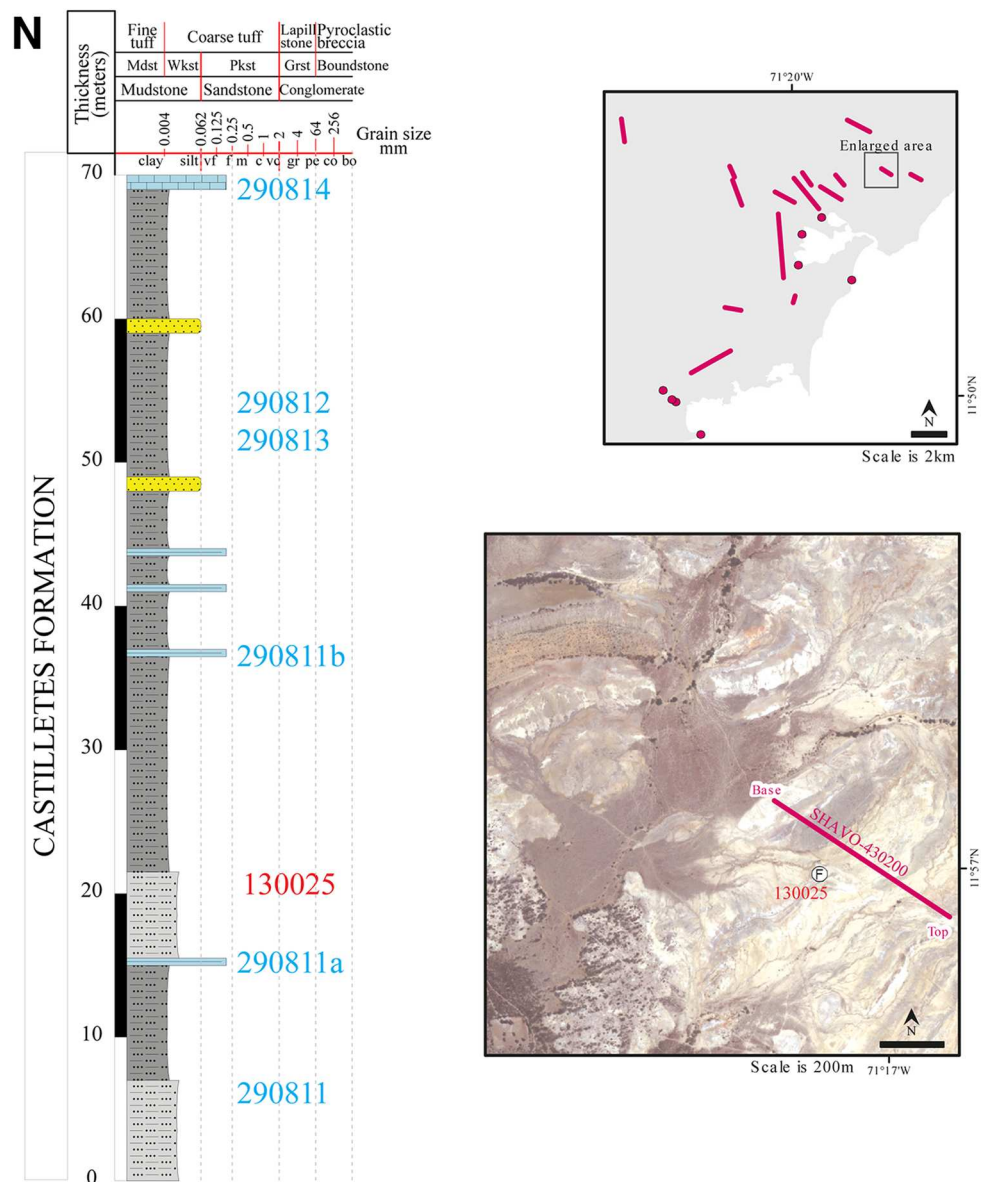 N
Thickness
(meters)
Fine
tuff
Coarse tuff
Lapill
stone
Pyroclastic
breccia
Mdst
Wkst
Pkst
Grst
Boundstone
Mudstone
Sandstone
Conglomerate
0.004
0.062
0.125
0.25
0.5
1
2
4
64
256
Grain size
mm
clay
silt
vf
f
m
c
vc
gr
pe
co
bo
70
290814
60
290812
290813
50
40
290811b
30
20
130025
290811a
10
290811
0
CASTILLETES FORMATION
71°20'W
Enlarged area
11°50'N
N
Scale is 2km
Base
SHAVO-430200
F
130025
Top
11°57'N
N
Scale is 200m
71°17'W